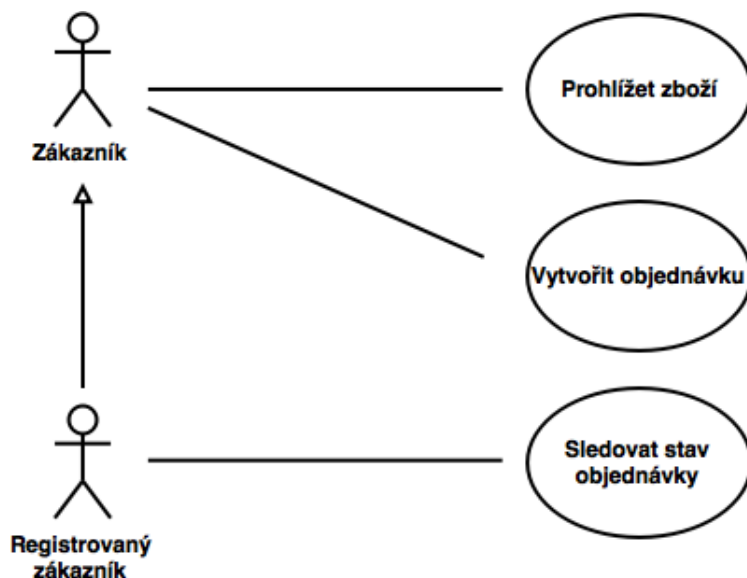 Prohlížet zboží
Zákazník
Vytvořit objednávku
Sledovat stav
objednávky
Registrovaný
zákazník